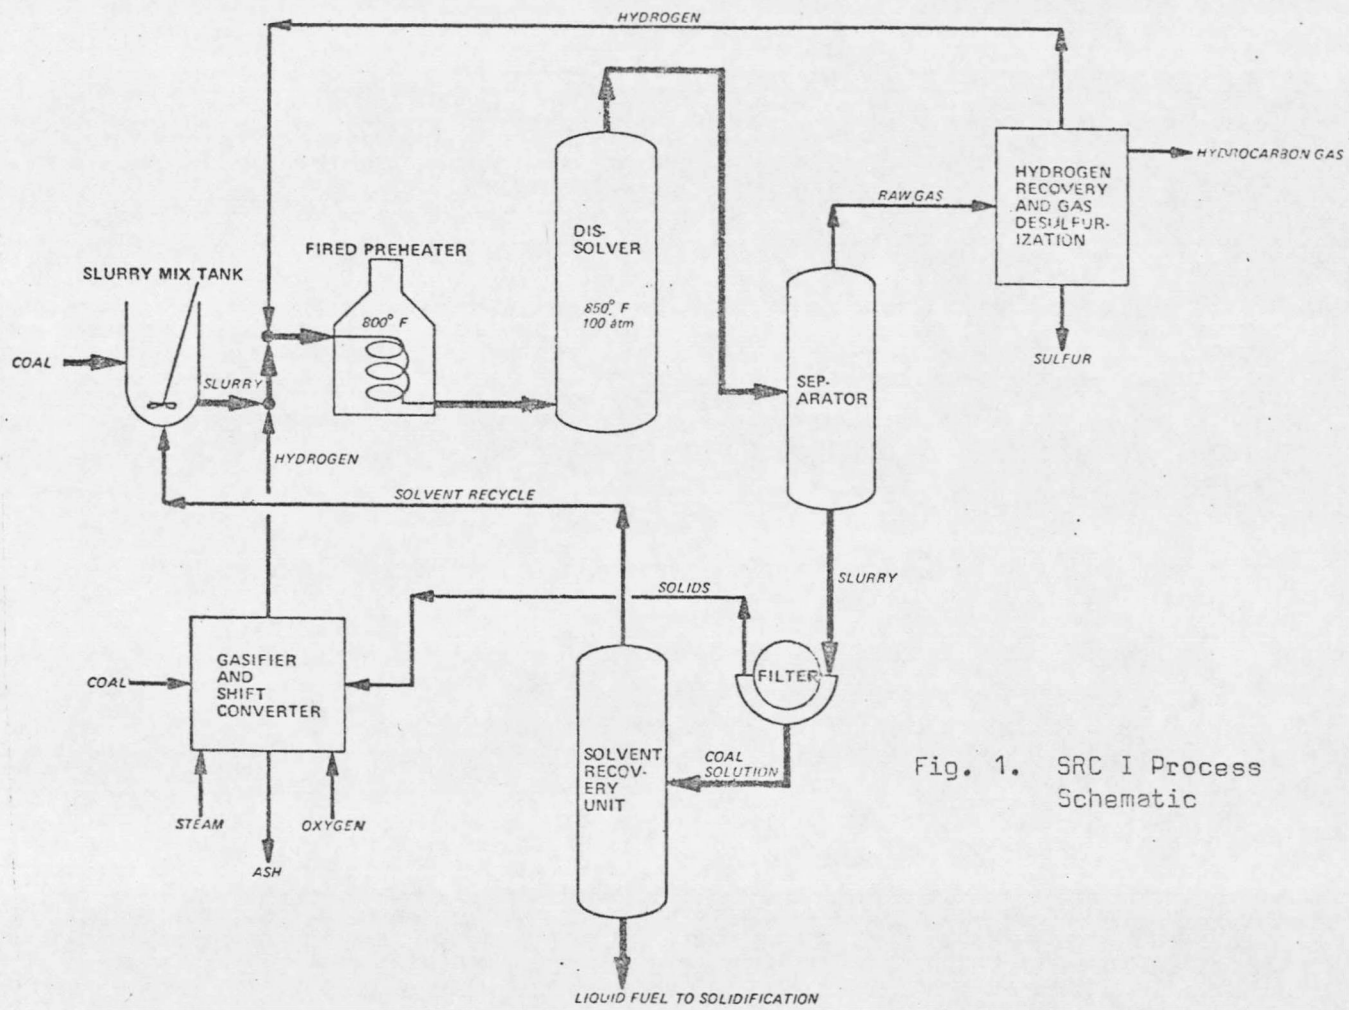 HYDROGEN
HYDROCARBON GAS
HYDROGEN
RECOVERY
AND GAS
DESULFUR-
IZATION
RAW GAS
DIS-
SOLVER
FIRED PREHEATER
SLURRY MIX TANK
850° F
100 atm
800° F
SULFUR
COAL
SLURRY
SEP-
ARATOR
HYDROGEN
SOLVENT RECYCLE
SLURRY
SOLIDS
GASIFIER
AND
SHIFT
CONVERTER
COAL
FILTER
SOLVENT
RECOV-
ERY
UNIT
COAL
SOLUTION
Fig. 1. SRC I Process
Schematic
STEAM
OXYGEN
ASH
LIQUID FUEL TO SOLIDIFICATION